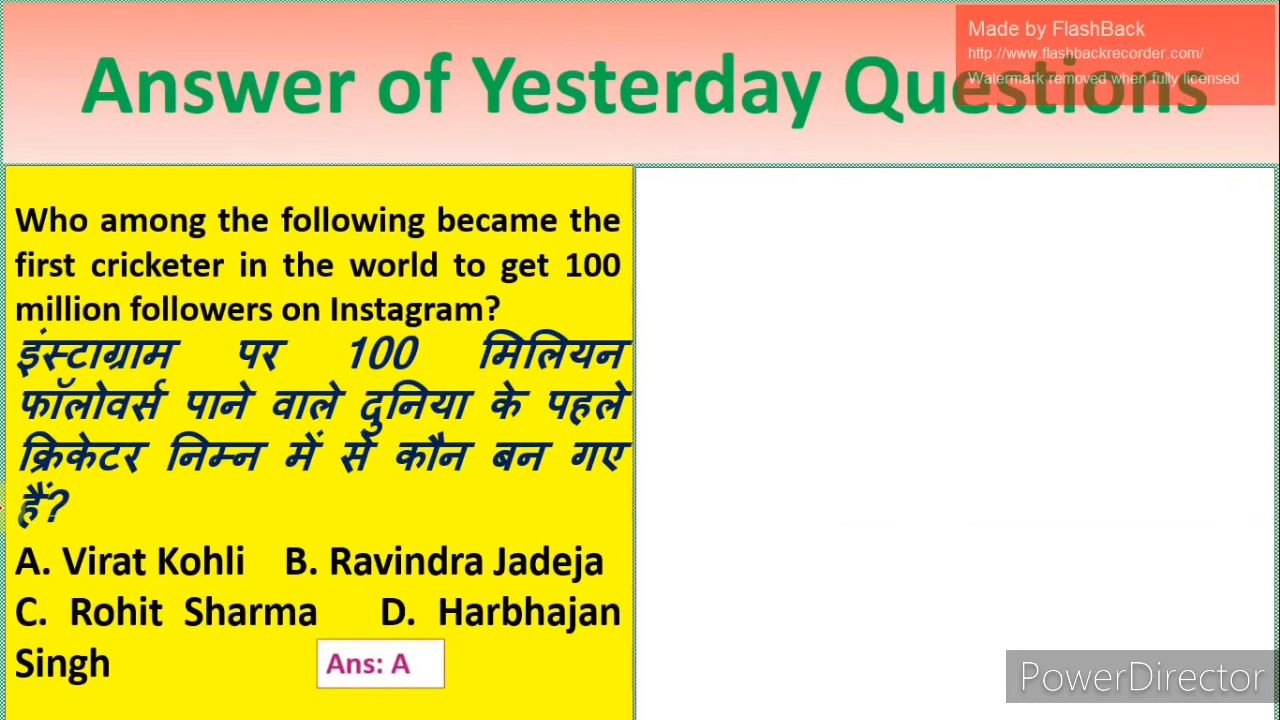 Answer of Yesterday Questions
Made by FlashBack
http://www.flashbackrecorder.com/
Watermark removed when fully licensed
Who among the following became the
first cricketer in the world to get 100
million followers on Instagram?
इंस्टाग्राम पर 100 मिलियन
फॉलोवर्स पाने वाले दुनिया के पहले
क्रिकेटर निम्न में से कौन बन गए
हैं?
A. Virat Kohli B. Ravindra Jadeja
C. Rohit Sharma D. Harbhajan
Singh
Ans: A
PowerDirector